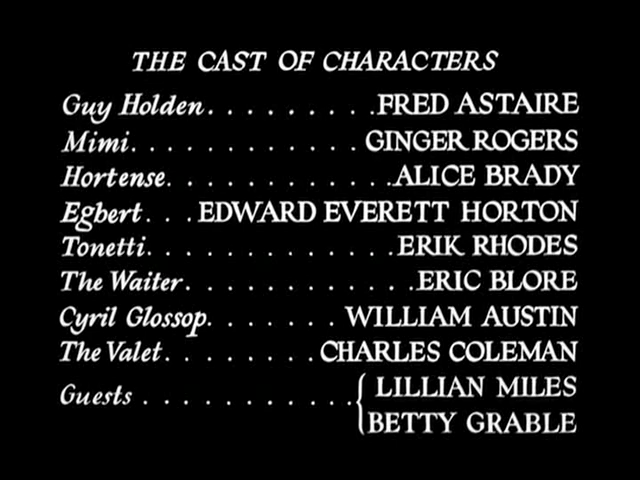 THE CAST OF CHARACTERS
Guy Holden.........FRED ASTAIRE
Mimi............GINGER ROGERS
Hortense............ALICE BRADY
Egbert...EDWARD EVERETT HORTON
Tonetti.............ERIK RHODES
The Waiter............ERIC BLORE
Cyril Glossop.......WILLIAM AUSTIN
The Valet........CHARLES COLEMAN
Guests...........{LILLIAN MILES
BETTY GRABLE